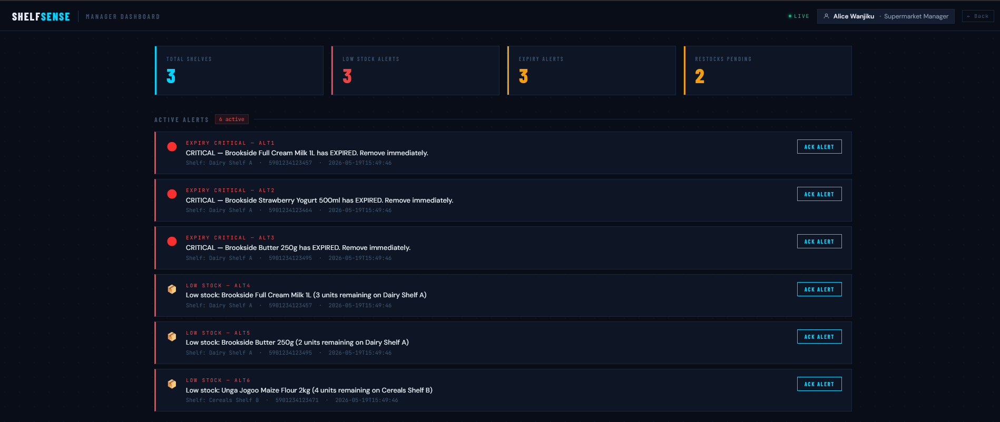 SHELFSENSE
MANAGER DASHBOARD
LIVE
Alice Wanjiku · Supermarket Manager
← Back
TOTAL SHELVES
3
LOW STOCK ALERTS
3
EXPIRY ALERTS
3
RESTOCKS PENDING
2
ACTIVE ALERTS
6 active
EXPIRY CRITICAL — ALT1
CRITICAL — Brookside Full Cream Milk 1L has EXPIRED. Remove immediately.
Shelf: Dairy Shelf A · 5901234123457 · 2026-05-19T15:49:46
ACK ALERT
EXPIRY CRITICAL — ALT2
CRITICAL — Brookside Strawberry Yogurt 500ml has EXPIRED. Remove immediately.
Shelf: Dairy Shelf A · 5901234123464 · 2026-05-19T15:49:46
ACK ALERT
EXPIRY CRITICAL — ALT3
CRITICAL — Brookside Butter 250g has EXPIRED. Remove immediately.
Shelf: Dairy Shelf A · 5901234123495 · 2026-05-19T15:49:46
ACK ALERT
LOW STOCK — ALT4
Low stock: Brookside Full Cream Milk 1L (3 units remaining on Dairy Shelf A)
Shelf: Dairy Shelf A · 5901234123457 · 2026-05-19T15:49:46
ACK ALERT
LOW STOCK — ALT5
Low stock: Brookside Butter 250g (2 units remaining on Dairy Shelf A)
Shelf: Dairy Shelf A · 5901234123495 · 2026-05-19T15:49:46
ACK ALERT
LOW STOCK — ALT6
Low stock: Unga Jogoo Maize Flour 2kg (4 units remaining on Cereals Shelf B)
Shelf: Cereals Shelf B · 5901234123471 · 2026-05-19T15:49:46
ACK ALERT